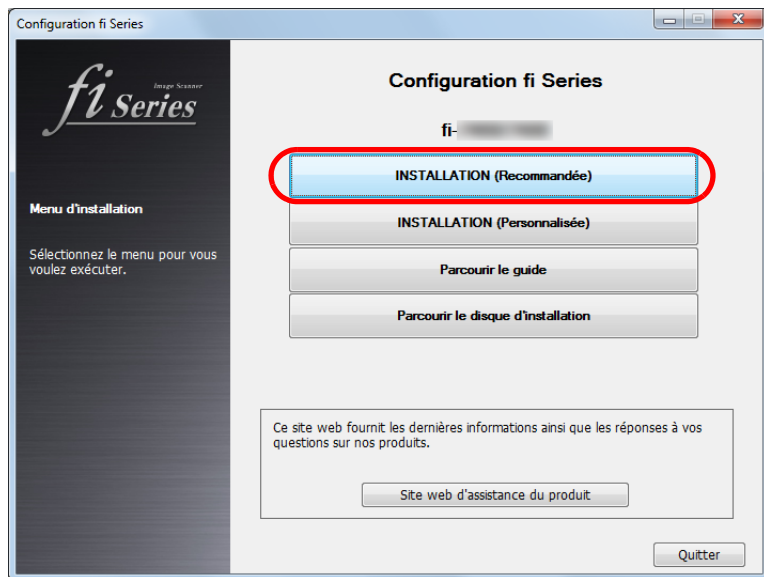 Configuration fi Series
Image Scanner
fi Series
Menu d'installation
Sélectionnez le menu pour vous
voulez exécuter.
Configuration fi Series
fi-
INSTALLATION (Recommandée)
INSTALLATION (Personnalisée)
Parcourir le guide
Parcourir le disque d'installation
Ce site web fournit les dernières informations ainsi que les réponses à vos
questions sur nos produits.
Site web d'assistance du produit
Quitter